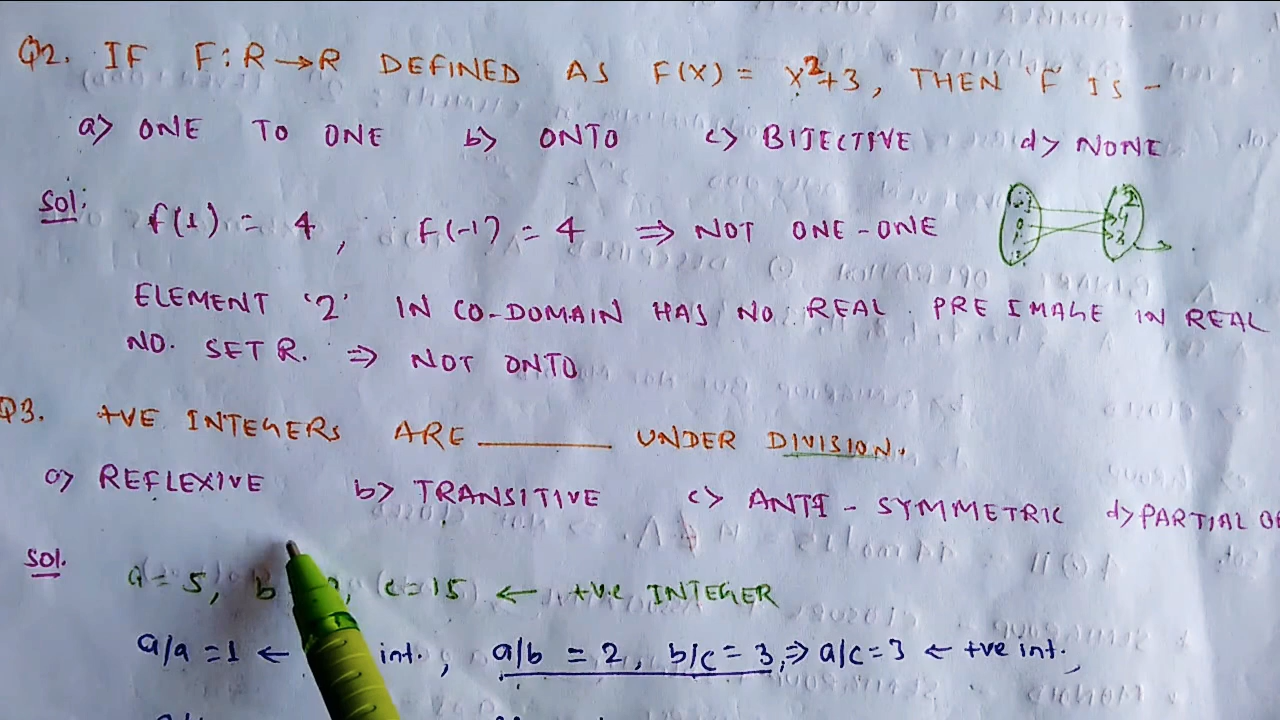 Q2. IF F:R→R DEFINED AS F(X) = X²+3, THEN 'F' IS -
a) ONE TO ONE b) ONTO c) BIJECTIVE d) NONE
Sol: f(1) = 4, f(-1) = 4 ⇒ NOT ONE-ONE
ELEMENT '2' IN CO-DOMAIN HAS NO REAL PRE IMAGE IN REAL
NO. SET R. ⇒ NOT ONTO
Q3. +VE INTEGERS ARE ______ UNDER DIVISION.
a) REFLEXIVE b) TRANSITIVE c) ANTI - SYMMETRIC d) PARTIAL
Sol. a = 5, b c=15 ← +ve INTEGER
a/a = 1 ← int., a/b = 2, b/c = 3, ⇒ a/c = 3 ← +ve int.,